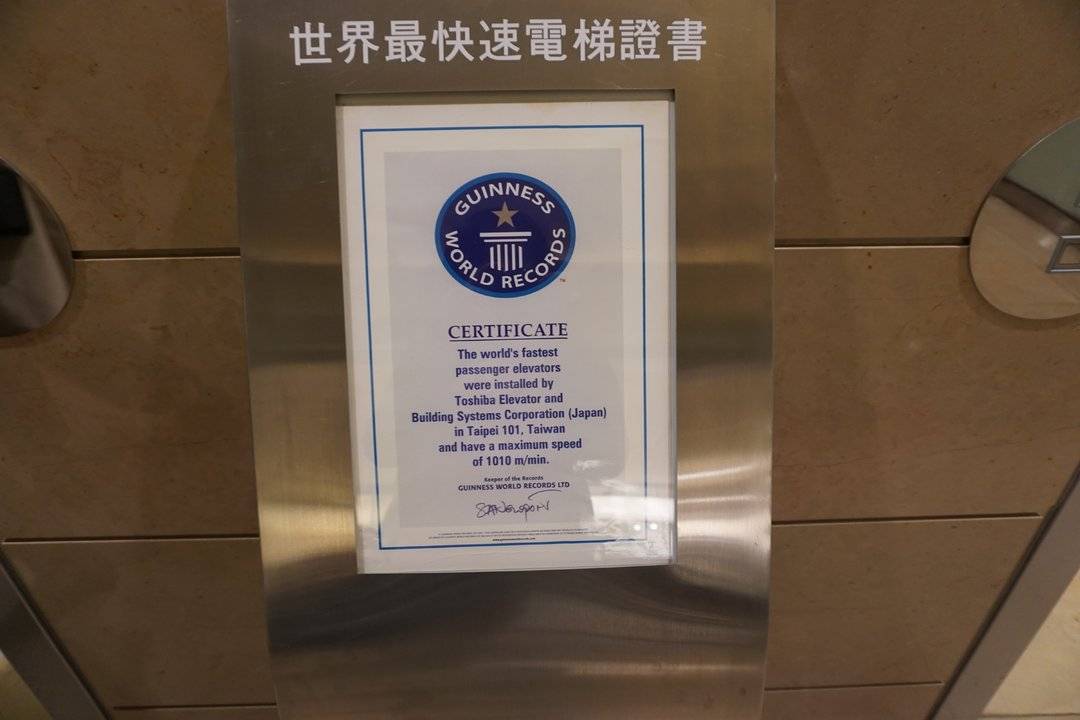 世界最快速電梯證書
GUINNESS
WORLD RECORDS
CERTIFICATE
The world's fastest
passenger elevators
were installed by
Toshiba Elevator and
Building Systems Corporation (Japan)
in Taipei 101, Taiwan
and have a maximum speed
of 1010 m/min.
Keeper of the Records
GUINNESS WORLD RECORDS LTD